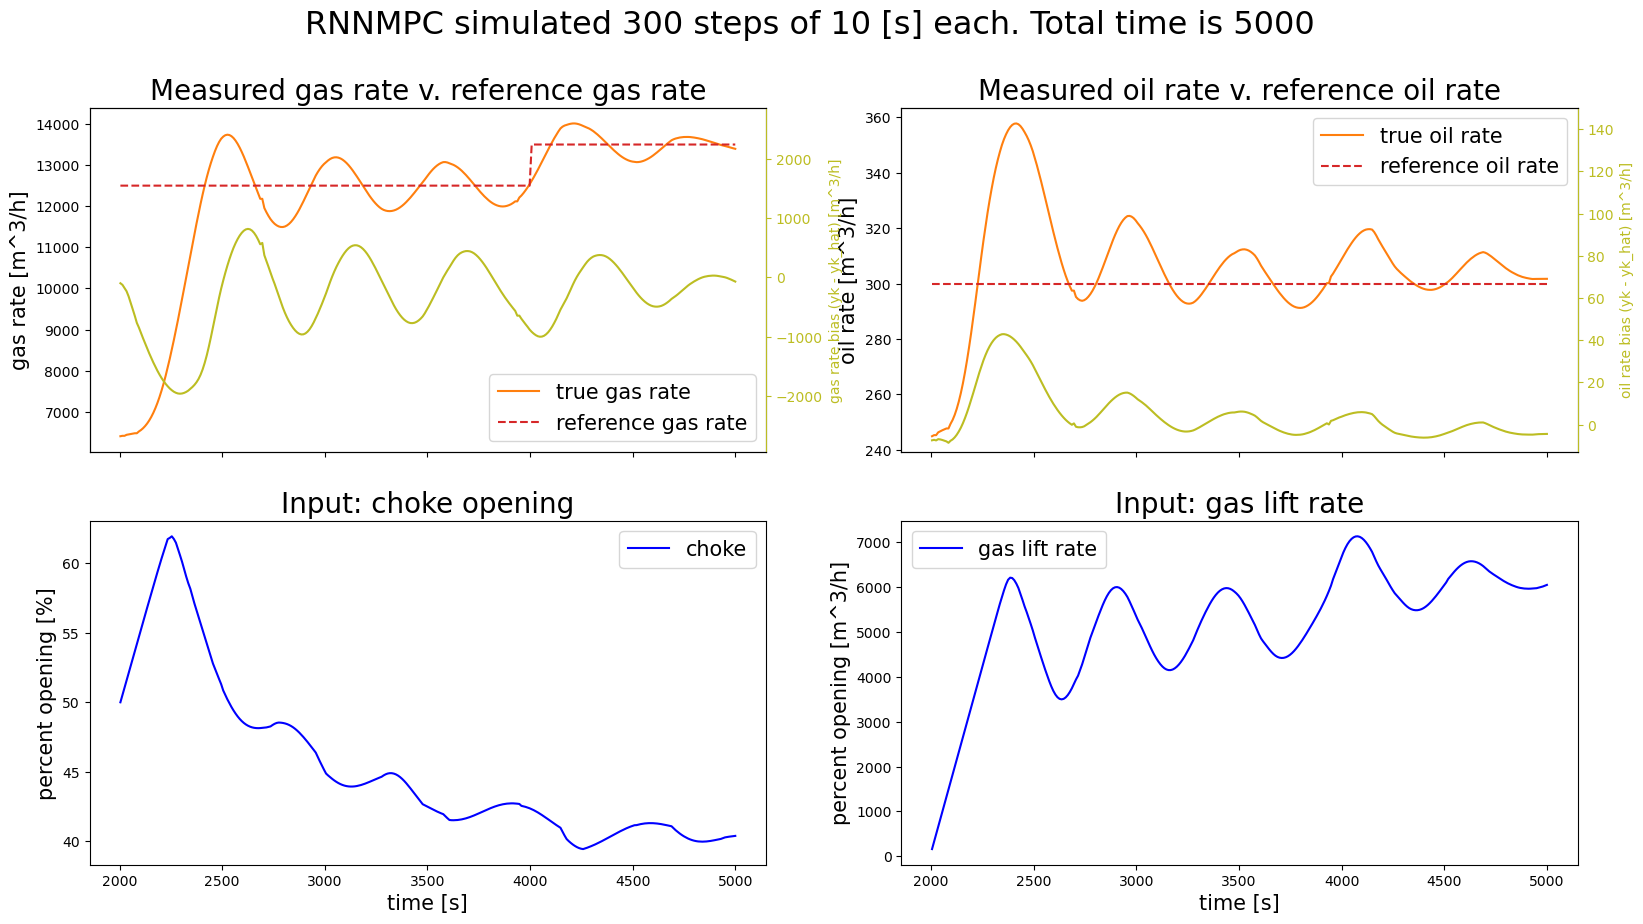 RNNMPC simulated 300 steps of 10 [s] each. Total time is 5000
Measured gas rate v. reference gas rate
14000
13000
12000
11000
10000
9000
8000
7000
gas rate [m^3/h]
2000
1000
0
−1000
−2000
gas rate bias (yk - yk_hat) [m^3/h]
true gas rate
reference gas rate
Measured oil rate v. reference oil rate
360
340
320
300
280
260
240
oil rate [m^3/h]
140
120
100
80
60
40
20
0
oil rate bias (yk - yk_hat) [m^3/h]
true oil rate
reference oil rate
Input: choke opening
60
55
50
45
40
percent opening [%]
choke
2000 2500 3000 3500 4000 4500 5000
time [s]
Input: gas lift rate
7000
6000
5000
4000
3000
2000
1000
0
percent opening [m^3/h]
gas lift rate
2000 2500 3000 3500 4000 4500 5000
time [s]